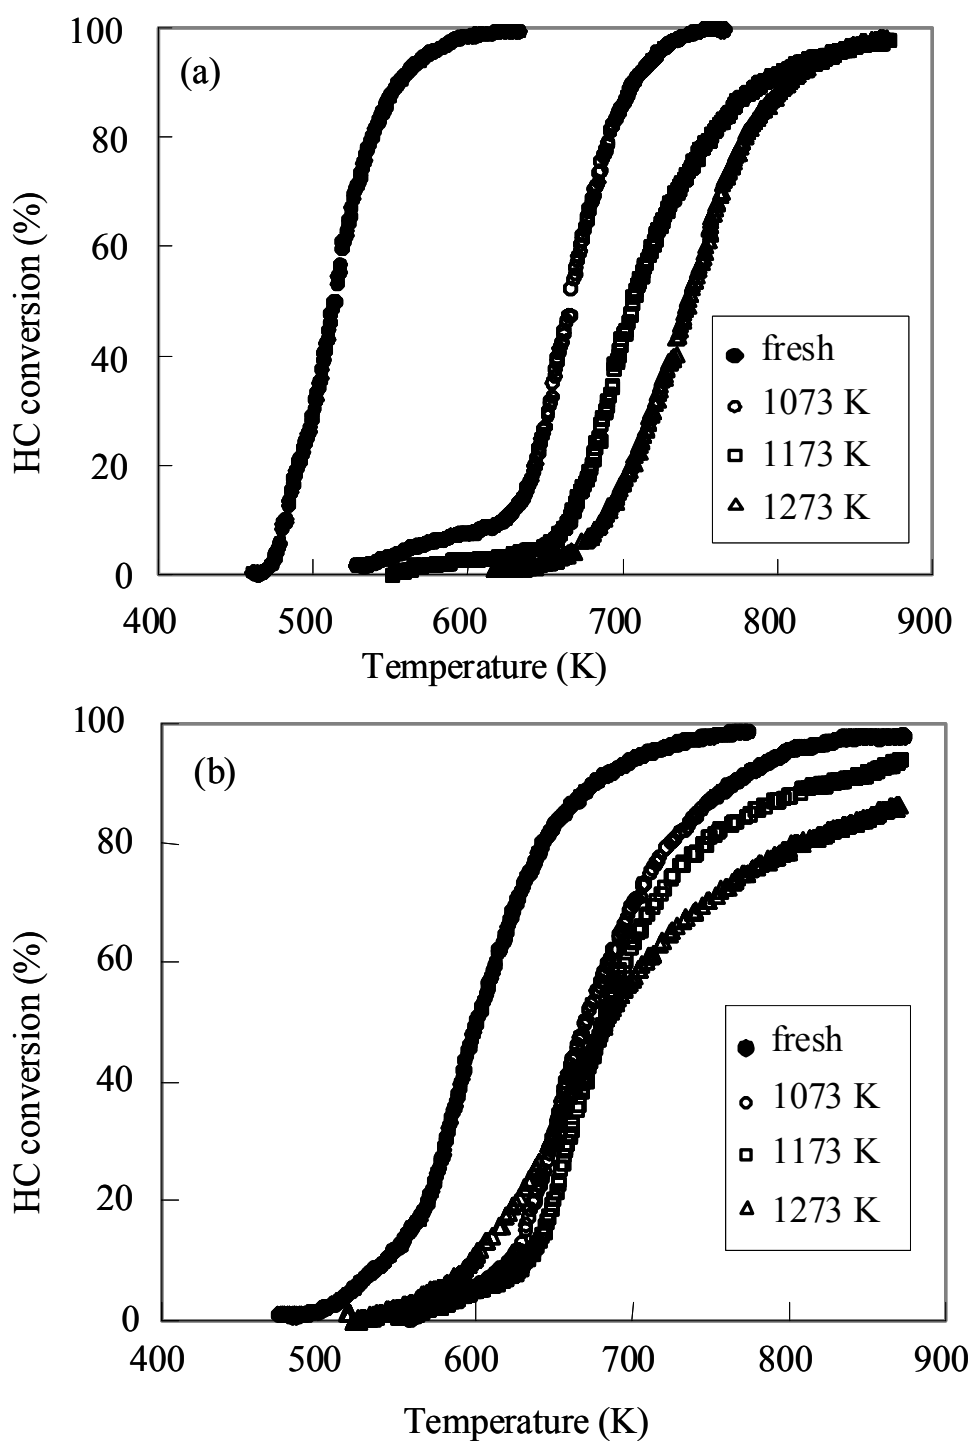 100
(a)
80
60
40
20
0
HC conversion (%)
fresh
1073 K
1173 K
1273 K
400 500 600 700 800 900
Temperature (K)
100
(b)
80
60
40
20
0
HC conversion (%)
fresh
1073 K
1173 K
1273 K
400 500 600 700 800 900
Temperature (K)